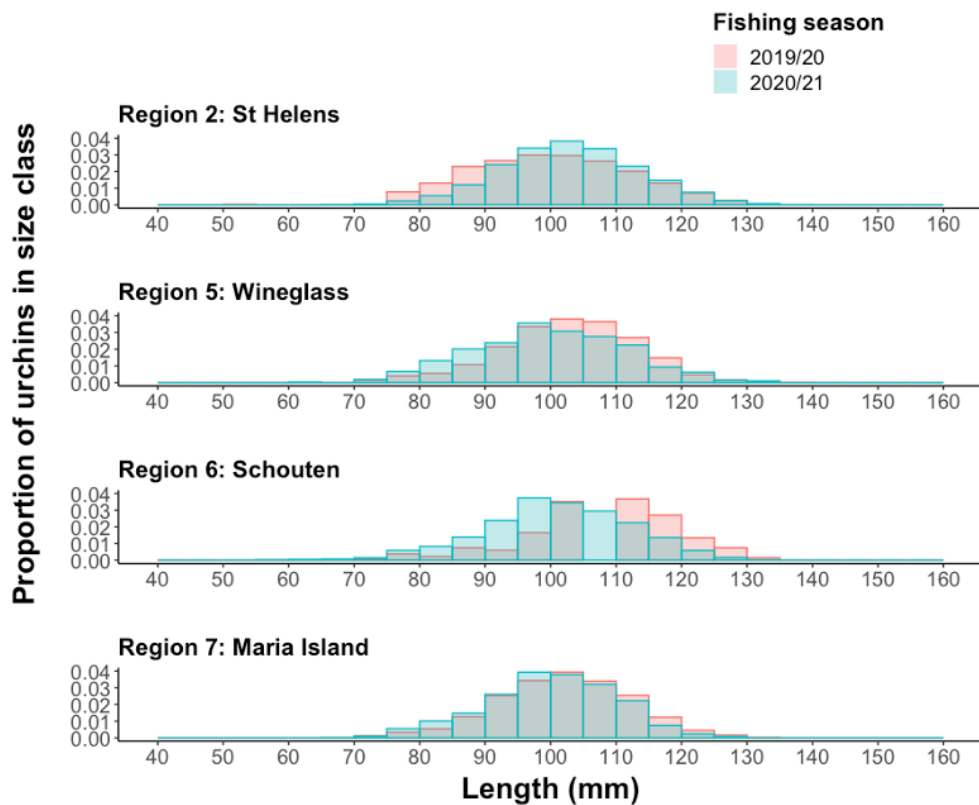 Fishing season
2019/20
2020/21
Proportion of urchins in size class
Region 2: St Helens
0.04
0.03
0.02
0.01
0.00
40 50 60 70 80 90 100 110 120 130 140 150 160
Region 5: Wineglass
0.04
0.03
0.02
0.01
0.00
40 50 60 70 80 90 100 110 120 130 140 150 160
Region 6: Schouten
0.04
0.03
0.02
0.01
0.00
40 50 60 70 80 90 100 110 120 130 140 150 160
Region 7: Maria Island
0.04
0.03
0.02
0.01
0.00
40 50 60 70 80 90 100 110 120 130 140 150 160
Length (mm)